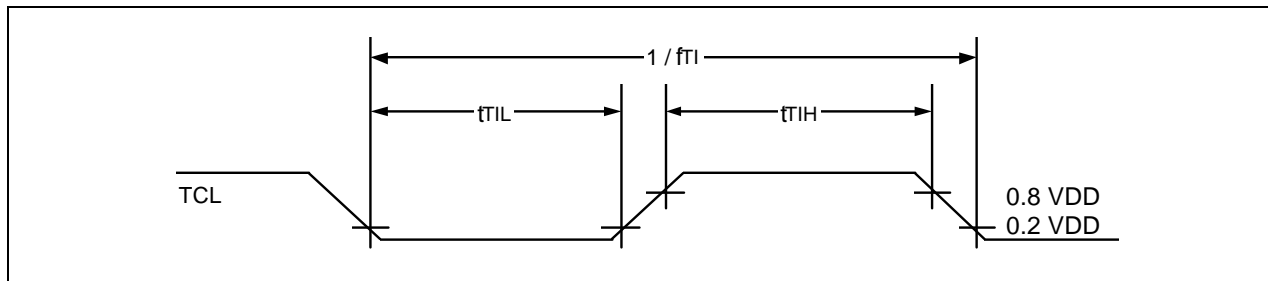 1 / fTI
tTIL
tTIH
TCL
0.8 VDD
0.2 VDD